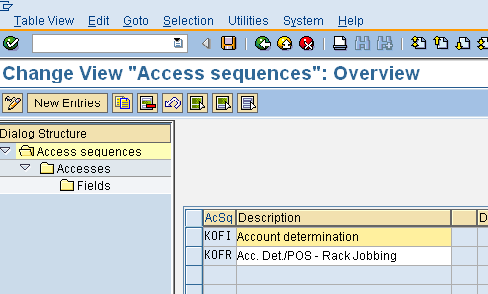 Table View Edit Goto Selection Utilities System Help
Change View "Access sequences": Overview
New Entries
Dialog Structure
Access sequences
Accesses
Fields
AcSq Description D
KOFI Account determination
KOFR Acc. Det./POS - Rack Jobbing